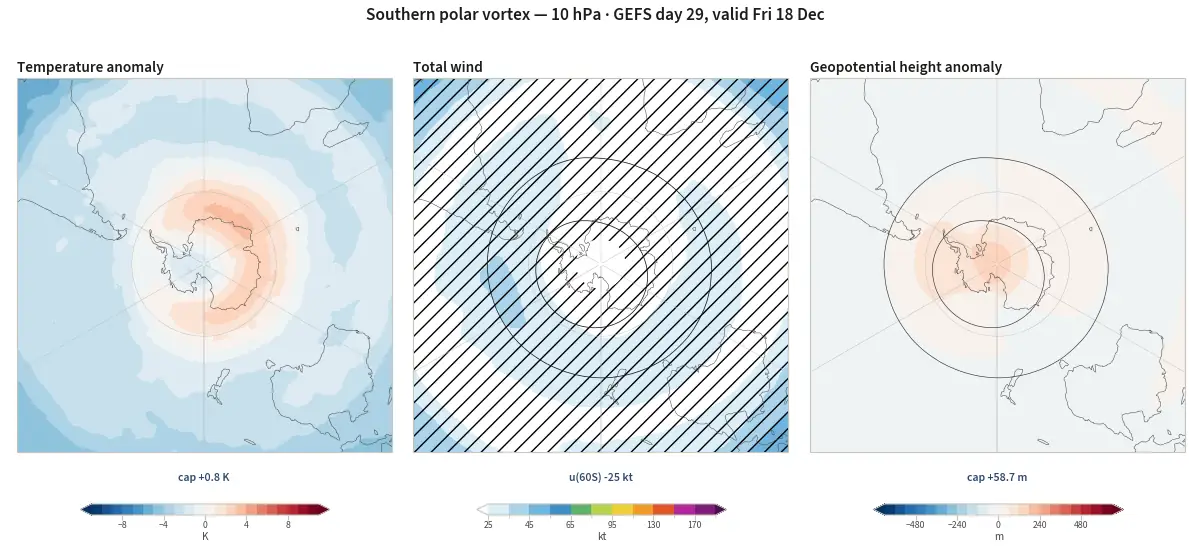 Southern polar vortex — 10 hPa · GEFS day 29, valid Fri 18 Dec
Temperature anomaly
Total wind
Geopotential height anomaly
cap +0.8 K
u(60S) -25 kt
cap +58.7 m
−8 −4 0 4 8
K
25 45 65 95 130 170
kt
−480 −240 0 240 480
m